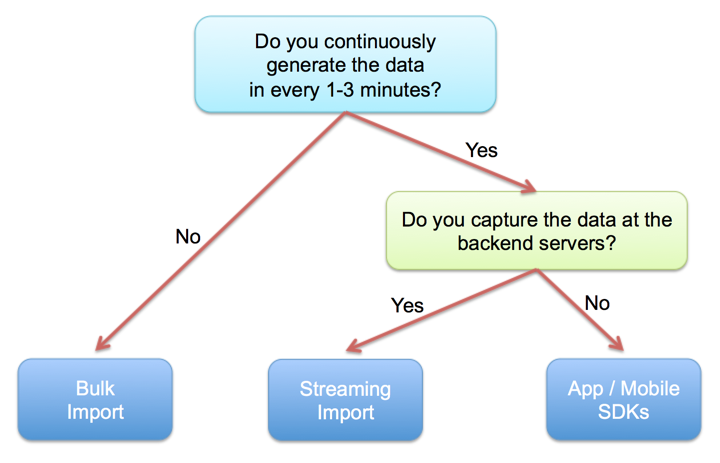 Do you continuously
generate the data
in every 1-3 minutes?
Yes
No
Do you capture the data at the
backend servers?
Yes
No
Bulk
Import
Streaming
Import
App / Mobile
SDKs